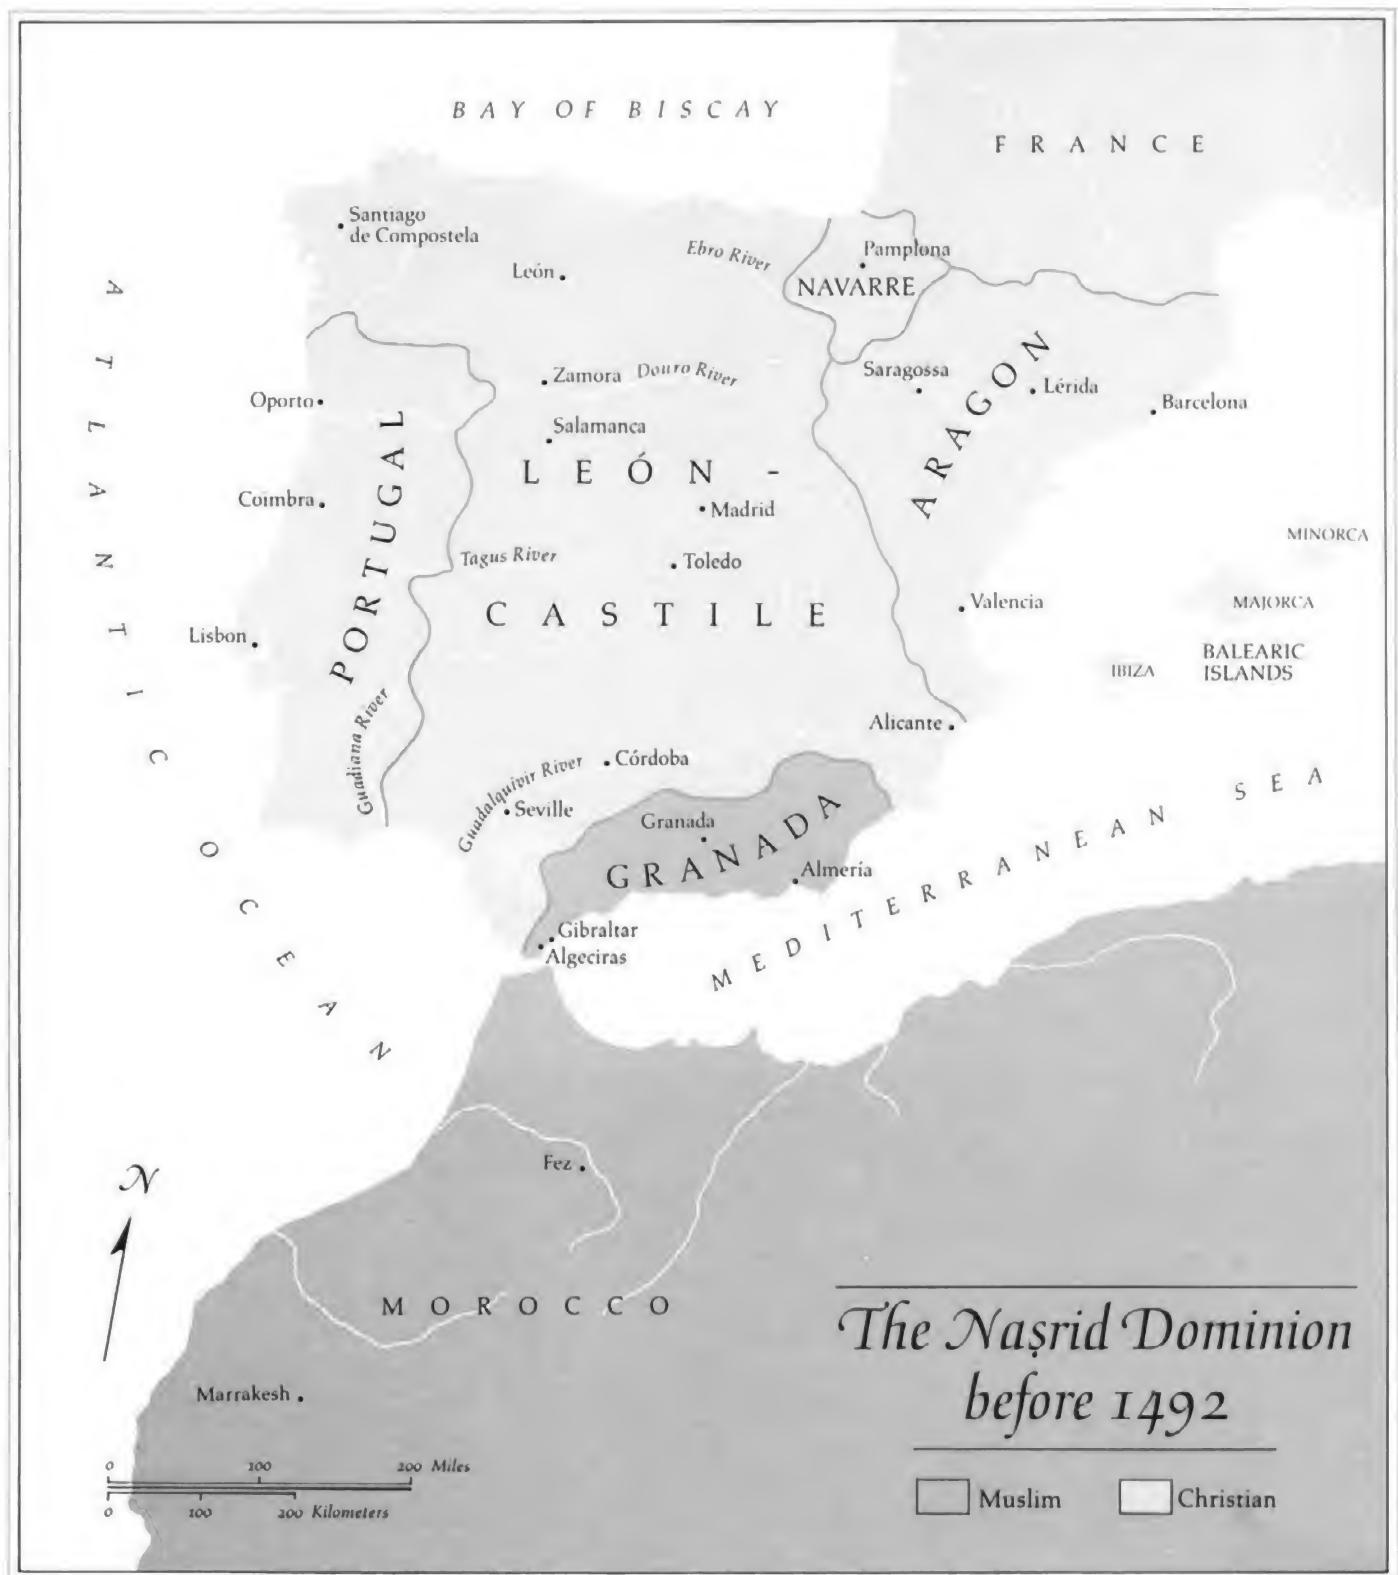 BAY OF BISCAY
FRANCE
Santiago
de Compostela
León
Ebro River
Pamplona
NAVARRE
ATLANTIC OCEAN
Zamora
Douro River
Saragossa
Lérida
ARAGON
Barcelona
Oporto
PORTUGAL
Salamanca
LEÓN -
Coimbra
Madrid
MINORCA
Tagus River
Toledo
CASTILE
Valencia
MAJORCA
Lisbon
BALEARIC
ISLANDS
IBIZA
Guadiana River
Alicante
Guadalquivir River
Córdoba
Seville
Granada
GRANADA
Almería
MEDITERRANEAN SEA
Gibraltar
Algeciras
N
Fez
MOROCCO
Marrakesh
The Naṣrid Dominion
before 1492
0 100 200 Miles
0 100 200 Kilometers
Muslim
Christian